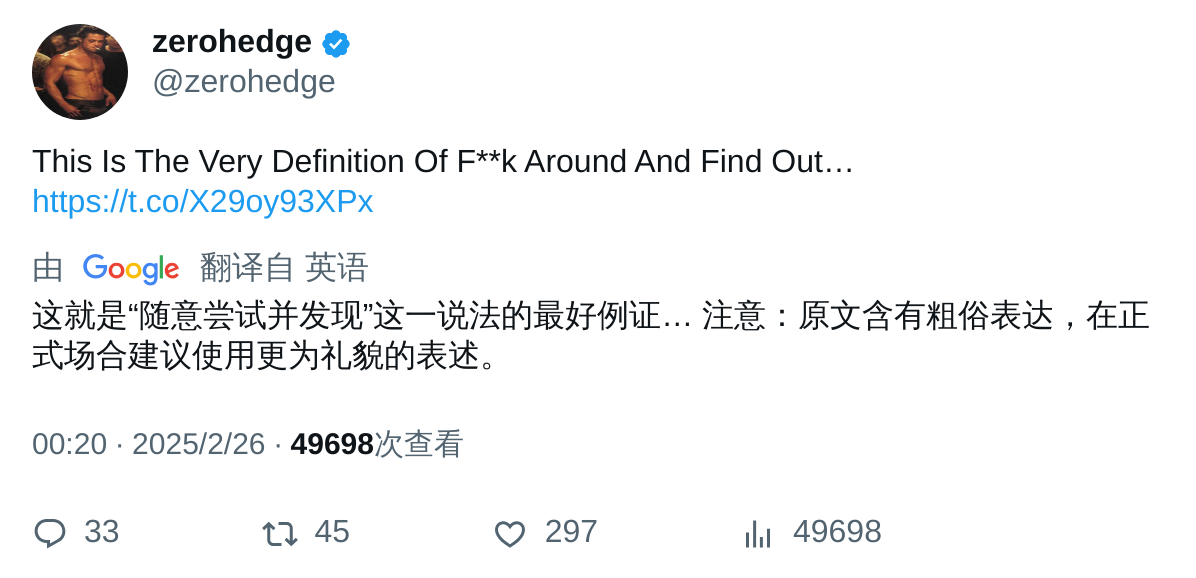 zerohedge
@zerohedge
This Is The Very Definition Of F**k Around And Find Out…
https://t.co/X29oy93XPx
由 Google 翻译自 英语
这就是“随意尝试并发现”这一说法的最好例证… 注意：原文含有粗俗表达，在正
式场合建议使用更为礼貌的表述。
00:20 · 2025/2/26 · 49698次查看
33 45 297 49698